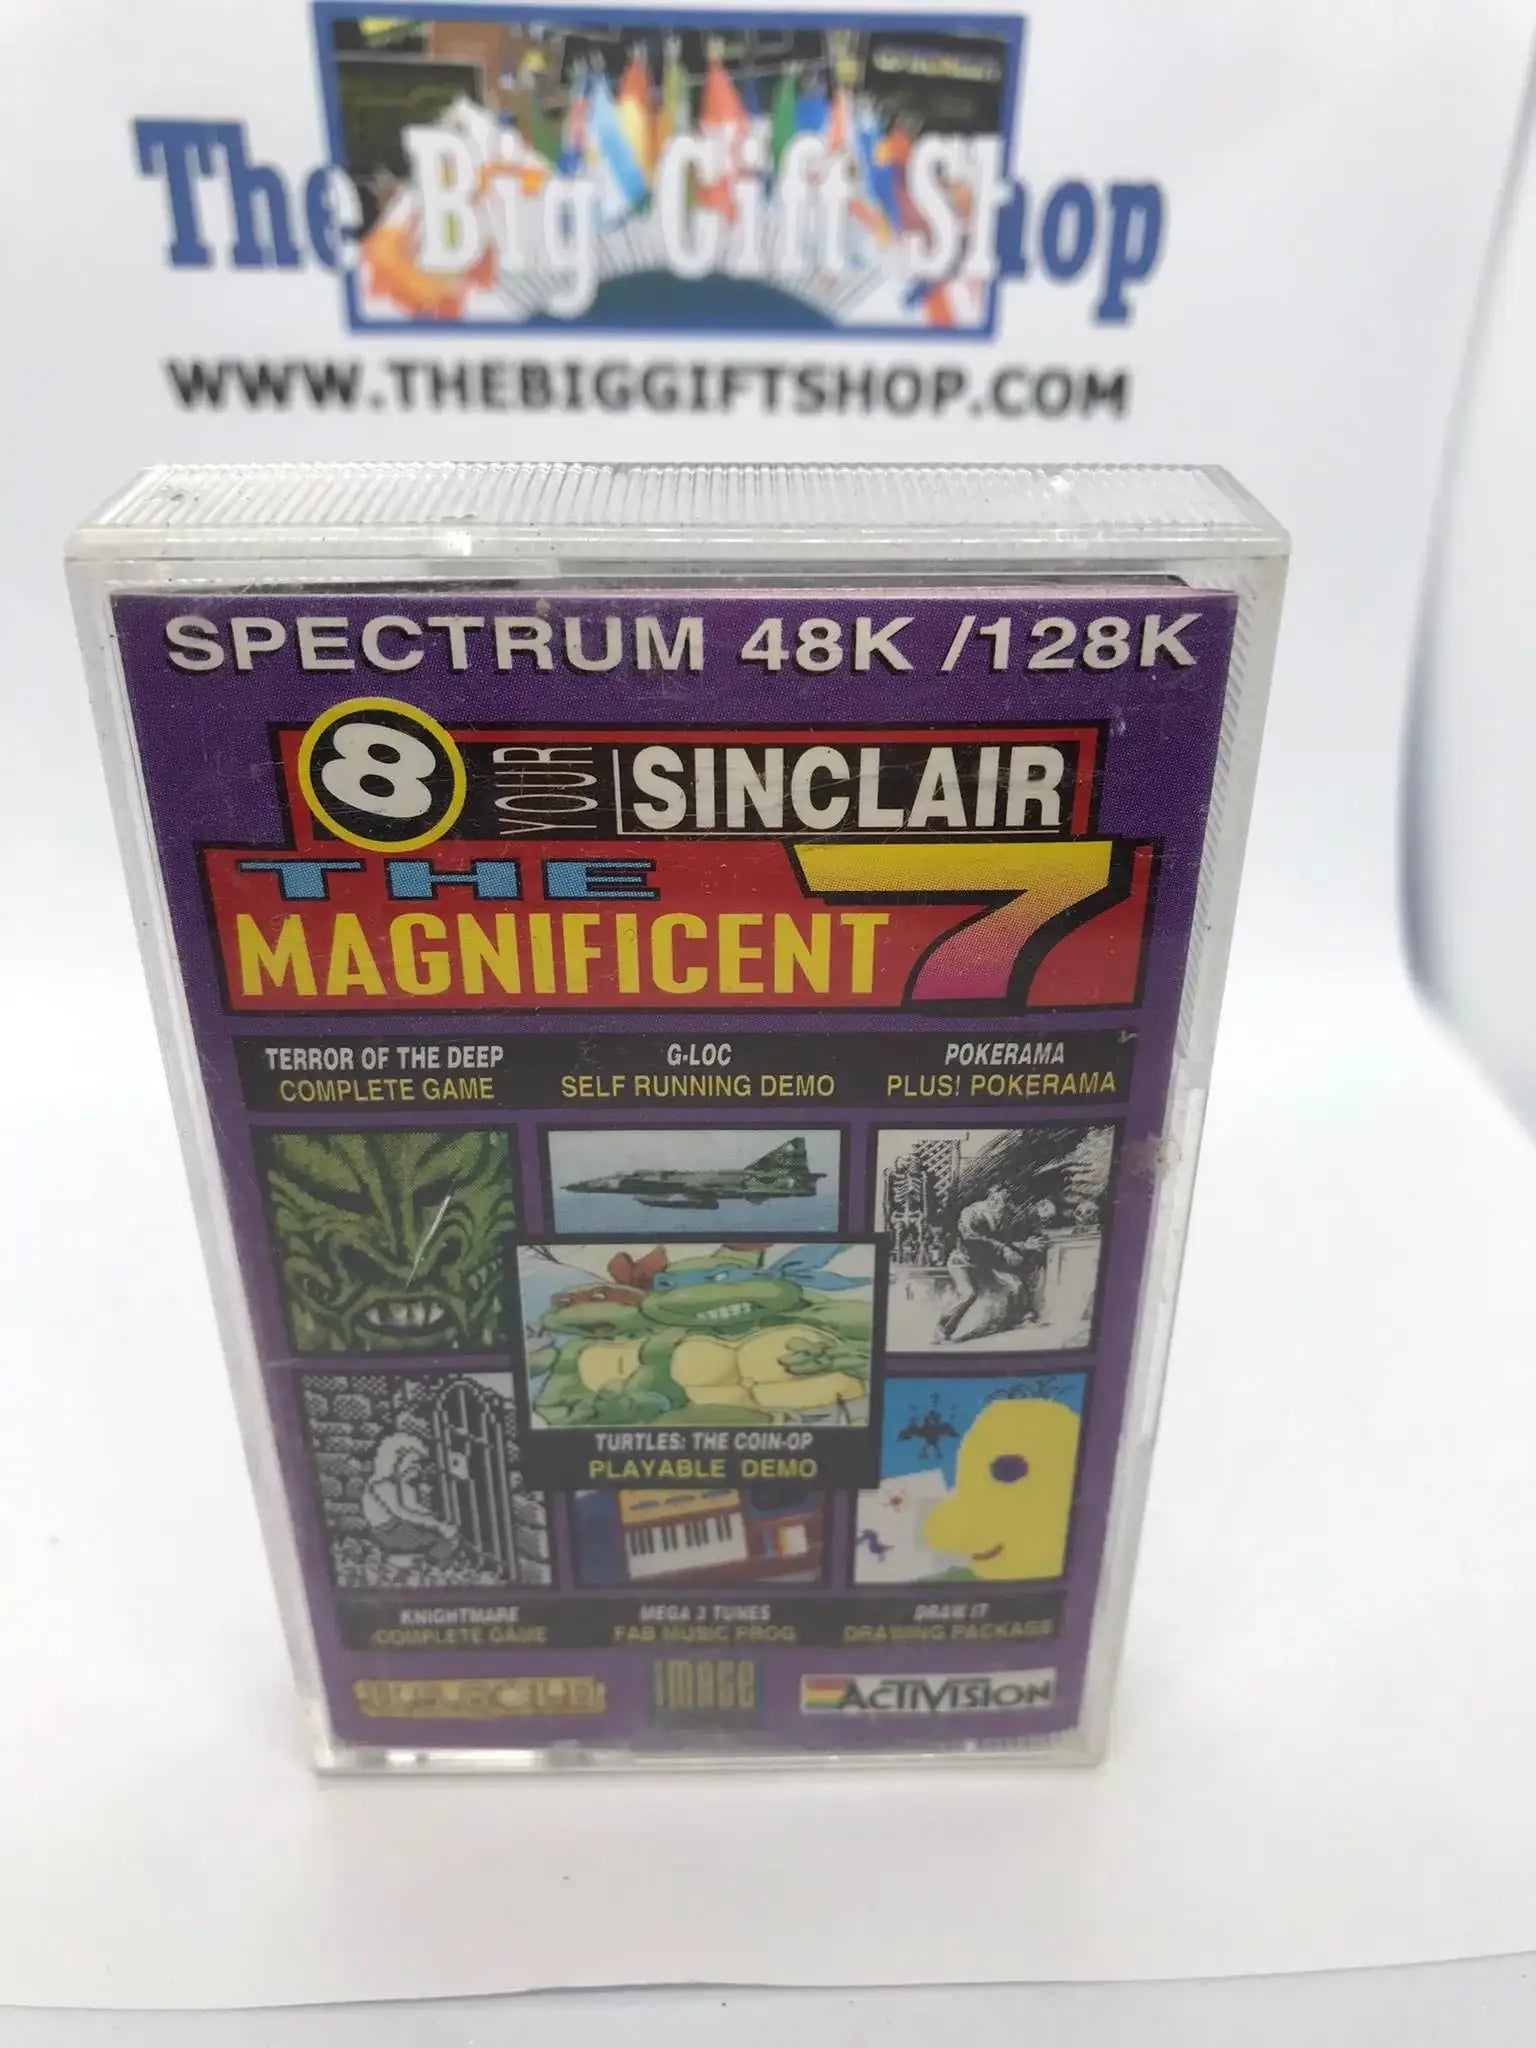 The Big Gift Shop
WWW.THEBIGGIFTSHOP.COM
SPECTRUM 48K /128K
8 YOUR SINCLAIR
THE
MAGNIFICENT 7
TERROR OF THE DEEP
COMPLETE GAME
G-LOC
SELF RUNNING DEMO
POKERAMA
PLUS! POKERAMA
TURTLES: THE COIN-OP
PLAYABLE DEMO
KNIGHTMARE
COMPLETE GAME
MEGA 3 TUNES
FAB MUSIC PROG
DRAW IT
DRAWING PACKAGE
IMAGE
ACTIVISION